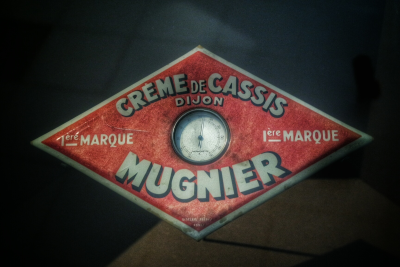 CREME DE CASSIS
DIJON
1ère MARQUE
1ère MARQUE
MUGNIER